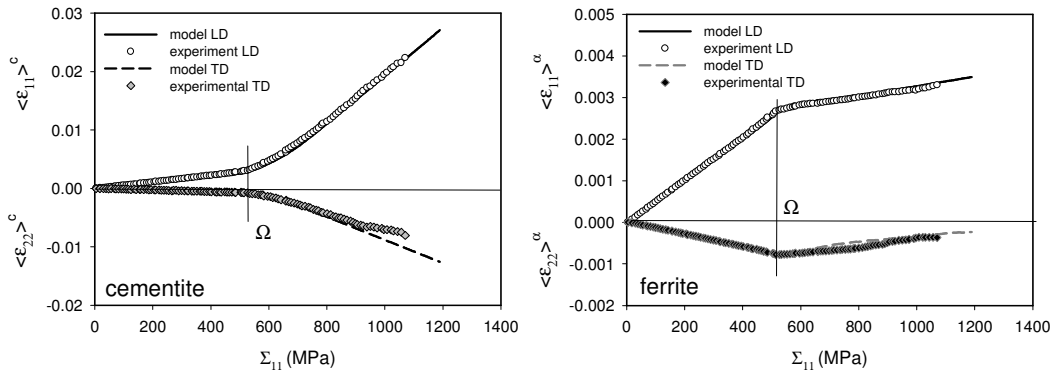 0.03
0.02
0.01
0.00
-0.01
-0.02
<ε11>c
<ε22>c
model LD
experiment LD
model TD
experimental TD
Ω
cementite
0 200 400 600 800 1000 1200 1400
Σ11 (MPa)
0.005
0.004
0.003
0.002
0.001
0.000
-0.001
-0.002
<ε11>α
<ε22>α
model LD
experiment LD
model TD
experimental TD
Ω
ferrite
0 200 400 600 800 1000 1200 1400
Σ11 (MPa)